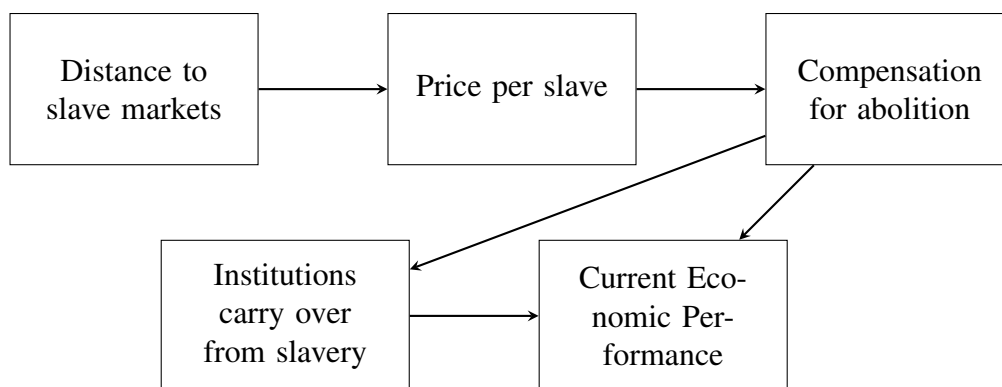 Distance to
slave markets
Price per slave
Compensation
for abolition
Institutions
carry over
from slavery
Current Eco-
nomic Per-
formance